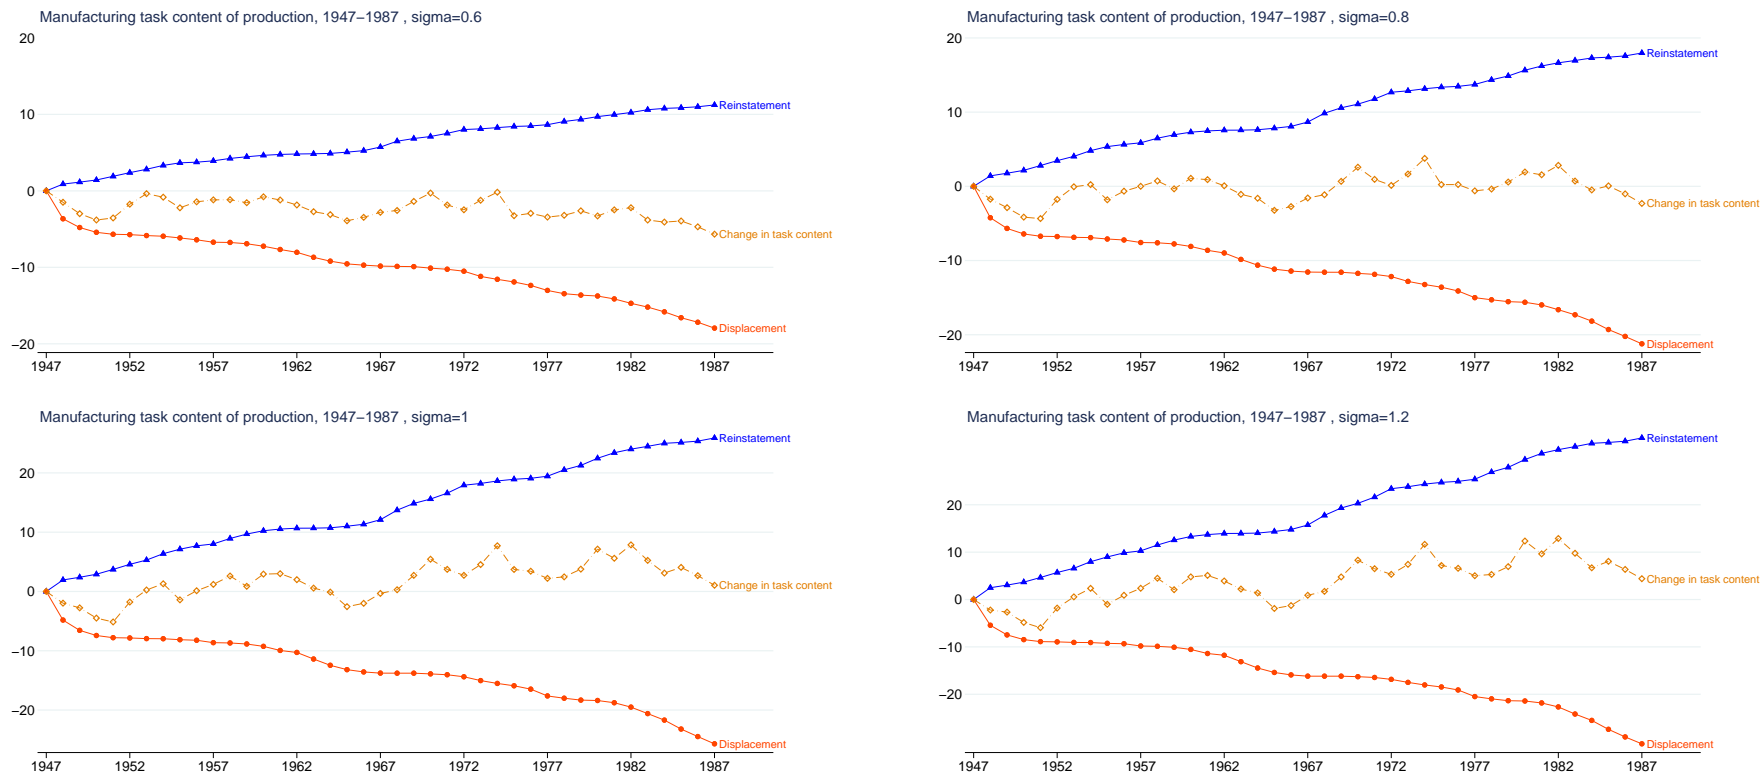 Manufacturing task content of production, 1947−1987 , sigma=0.6
20
10
0
−10
−20
Reinstatement
Change in task content
Displacement
1947 1952 1957 1962 1967 1972 1977 1982 1987
Manufacturing task content of production, 1947−1987 , sigma=0.8
20
10
0
−10
−20
Reinstatement
Change in task content
Displacement
1947 1952 1957 1962 1967 1972 1977 1982 1987
Manufacturing task content of production, 1947−1987 , sigma=1
20
10
0
−10
−20
Reinstatement
Change in task content
Displacement
1947 1952 1957 1962 1967 1972 1977 1982 1987
Manufacturing task content of production, 1947−1987 , sigma=1.2
20
10
0
−10
−20
Reinstatement
Change in task content
Displacement
1947 1952 1957 1962 1967 1972 1977 1982 1987